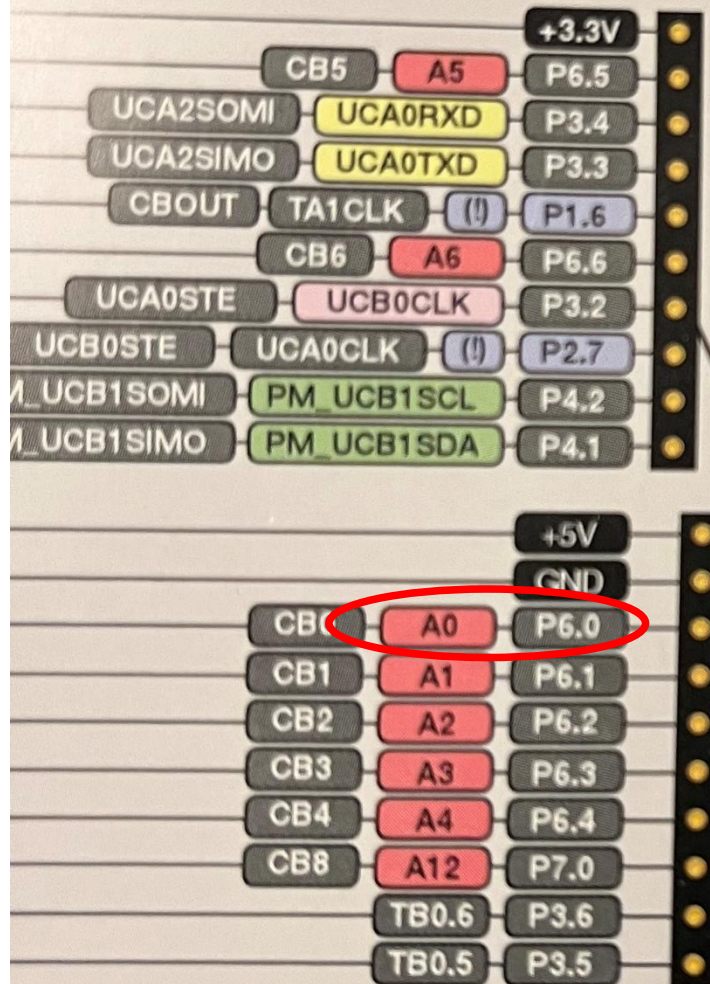 +3.3V
CB5 A5 P6.5
UCA2SOMI UCA0RXD P3.4
UCA2SIMO UCA0TXD P3.3
CBOUT TA1CLK (!) P1.6
CB6 A6 P6.6
UCA0STE UCB0CLK P3.2
UCB0STE UCA0CLK (!) P2.7
M_UCB1SOMI PM_UCB1SCL P4.2
M_UCB1SIMO PM_UCB1SDA P4.1
+5V
GND
CB0 A0 P6.0
CB1 A1 P6.1
CB2 A2 P6.2
CB3 A3 P6.3
CB4 A4 P6.4
CB8 A12 P7.0
TB0.6 P3.6
TB0.5 P3.5